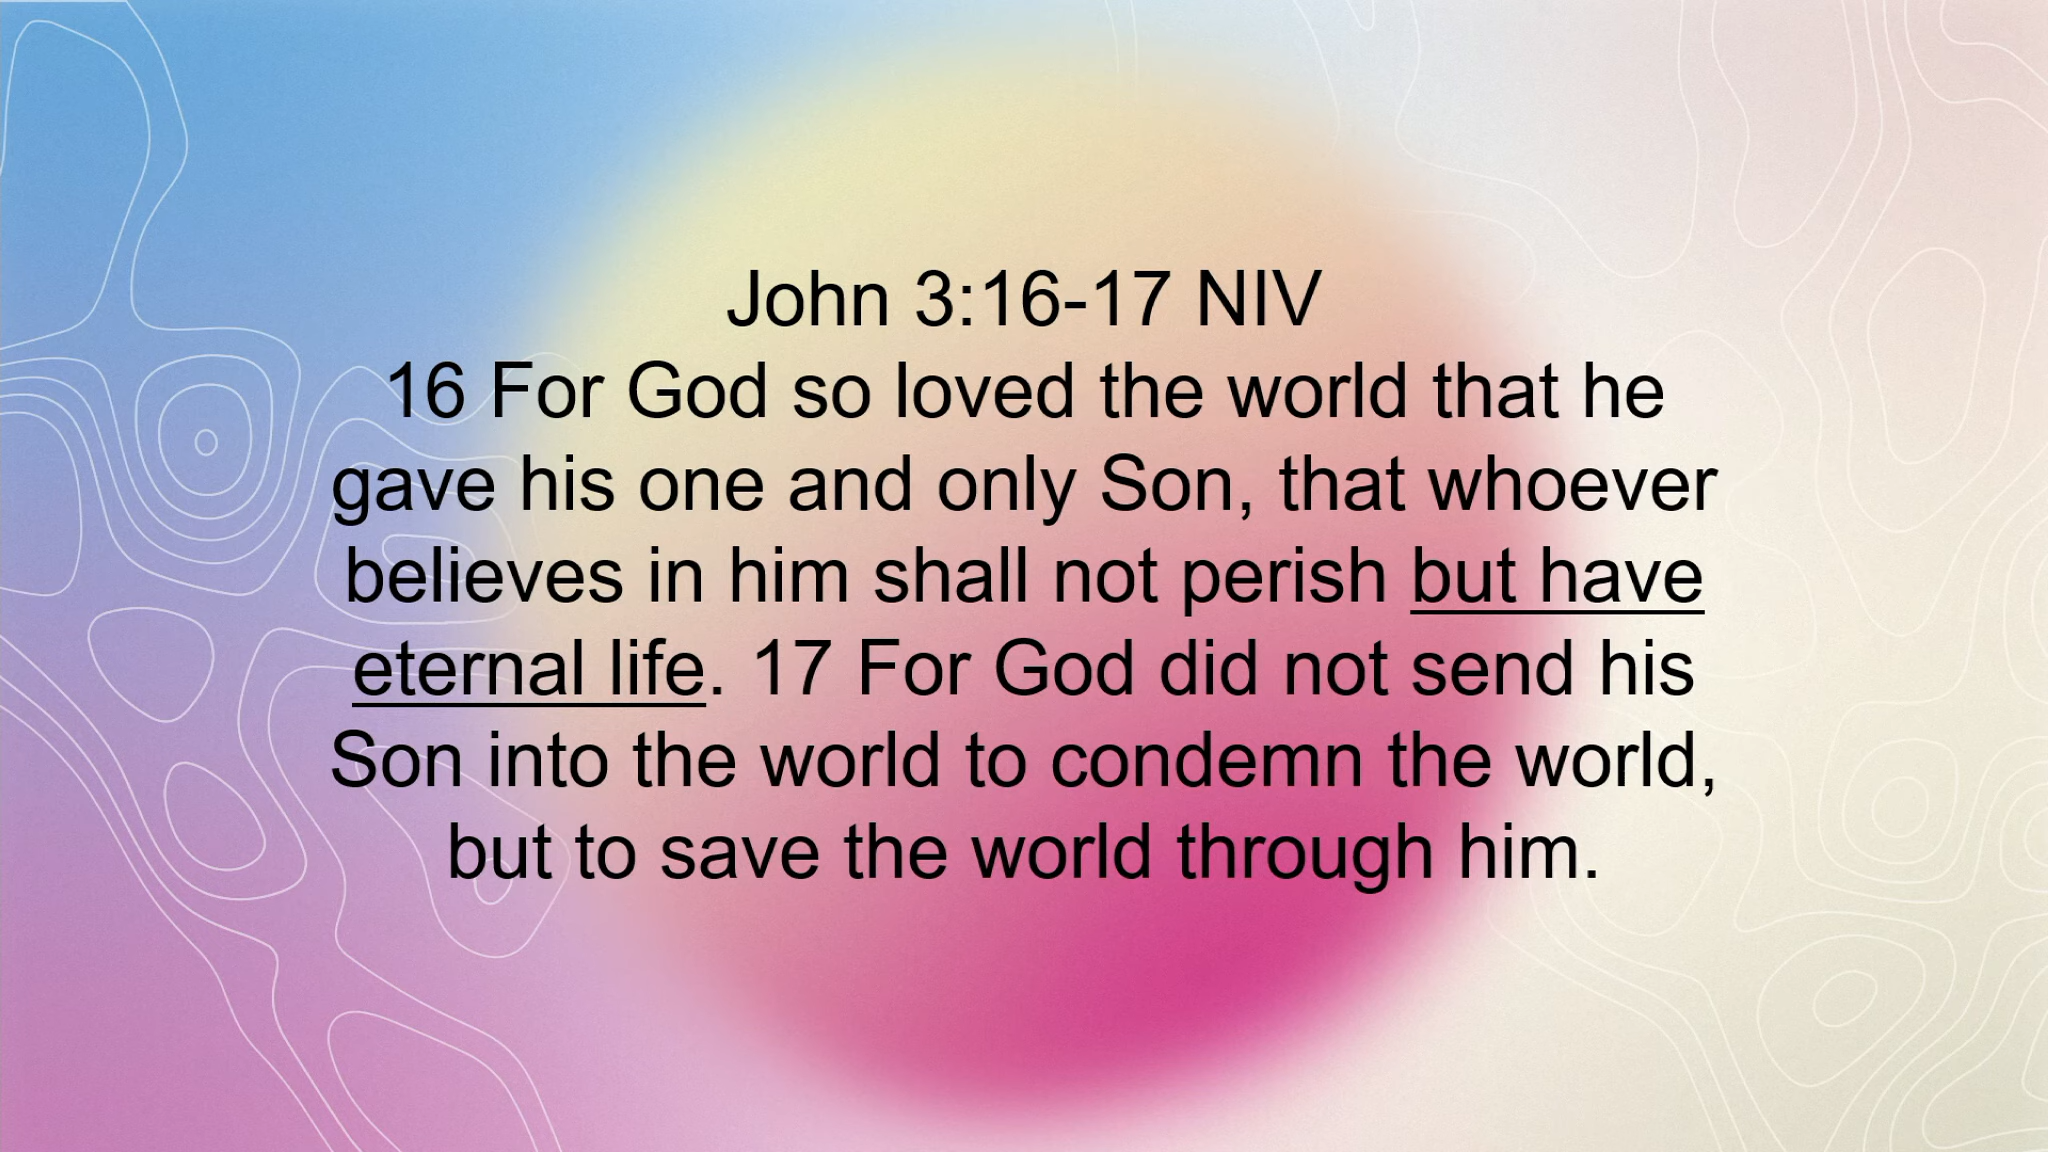 John 3:16-17 NIV
16 For God so loved the world that he
gave his one and only Son, that whoever
believes in him shall not perish but have
eternal life. 17 For God did not send his
Son into the world to condemn the world,
but to save the world through him.